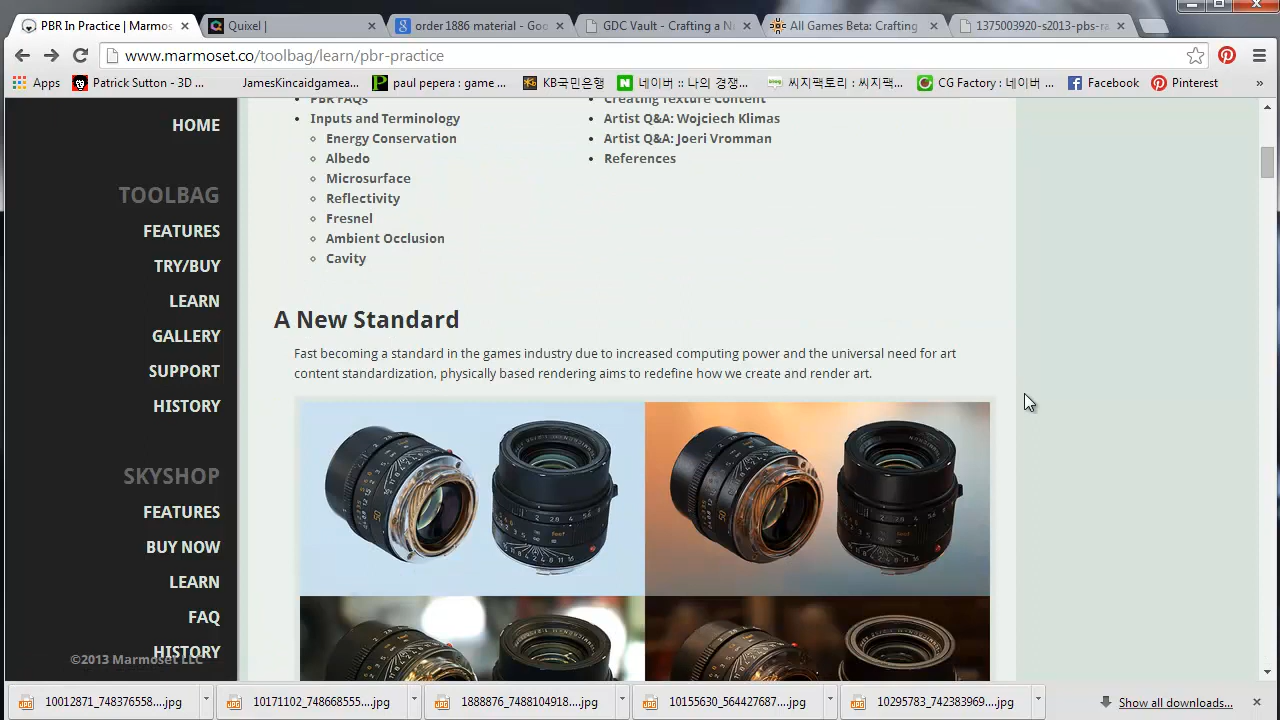 PBR In Practice | Marmos
Quixel |
order1886 material - Goo
GDC Vault - Crafting a N
All Games Beta: Crafting
1375003920-s2013-pbs-ra
www.marmoset.co/toolbag/learn/pbr-practice
Apps
Patrick Sutton - 3D ...
JamesKincaidgamea...
paul pepera : game ...
KB국민은행
네이버 :: 나의 경쟁...
씨지팩토리 : 씨지팩...
CG Factory : 네이버 ...
Facebook
Pinterest
»
HOME
TOOLBAG
FEATURES
TRY/BUY
LEARN
GALLERY
SUPPORT
HISTORY
SKYSHOP
FEATURES
BUY NOW
LEARN
FAQ
HISTORY
©2013 Marmoset LLC
PBR FAQs
Inputs and Terminology
Energy Conservation
Albedo
Microsurface
Reflectivity
Fresnel
Ambient Occlusion
Cavity
Creating Texture Content
Artist Q&A: Wojciech Klimas
Artist Q&A: Joeri Vromman
References
A New Standard
Fast becoming a standard in the games industry due to increased computing power and the universal need for art
content standardization, physically based rendering aims to redefine how we create and render art.
10012871_748376558....jpg
10171102_748668555....jpg
1888876_7488104918....jpg
10155630_564427687....jpg
10295783_742383969....jpg
Show all downloads...